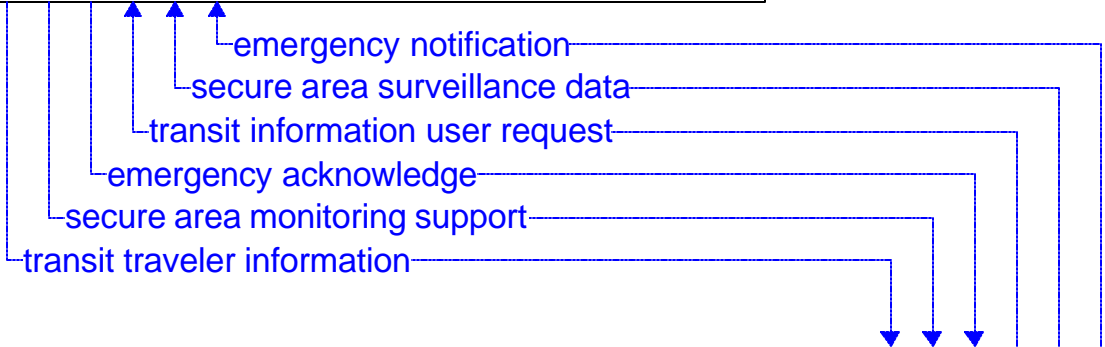 emergency notification
secure area surveillance data
transit information user request
emergency acknowledge
secure area monitoring support
transit traveler information